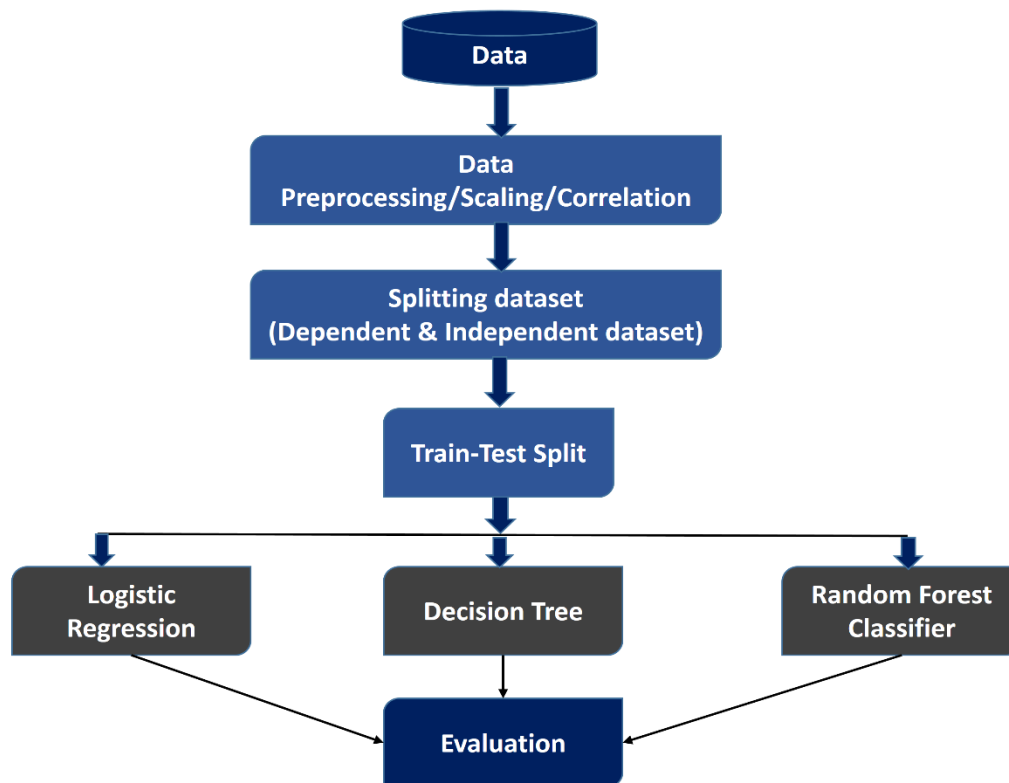 Data
Data
Preprocessing/Scaling/Correlation
Splitting dataset
(Dependent & Independent dataset)
Train-Test Split
Logistic
Regression
Decision Tree
Random Forest
Classifier
Evaluation